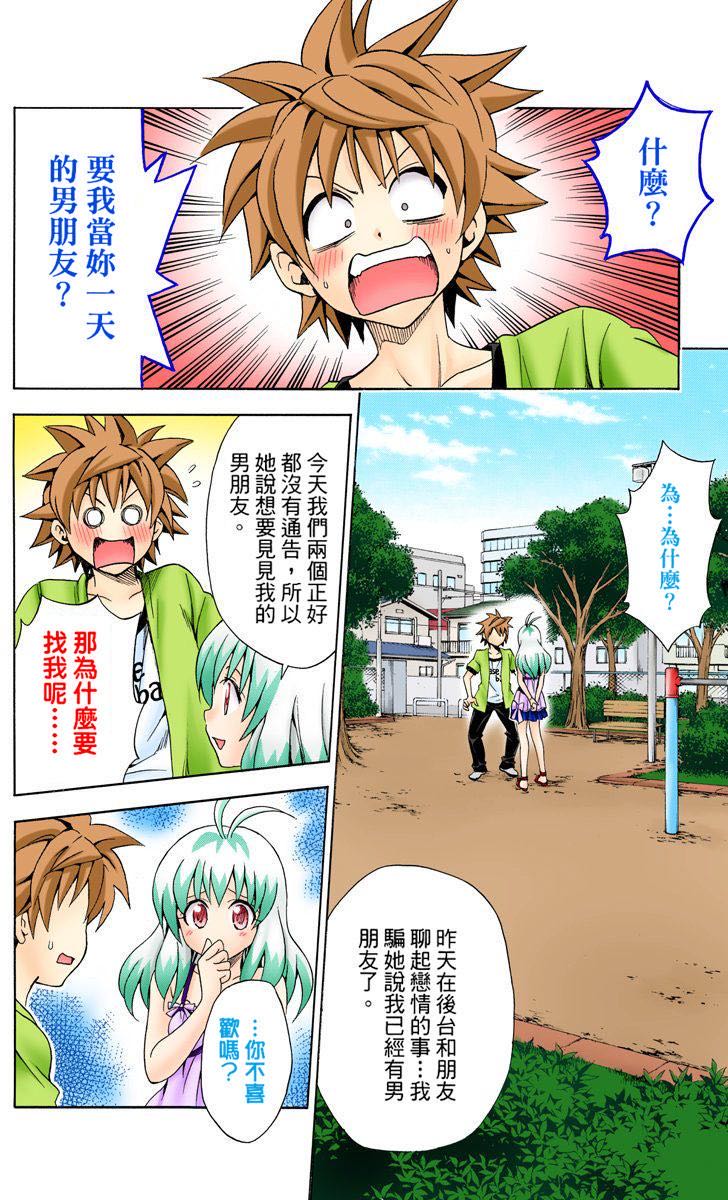 什麼？
要我當妳一天
的男朋友？
為…為什麼？
昨天在後台和朋友
聊起戀情的事…我
騙她說我已經有男
朋友了。
今天我們兩個正好
都沒有通告，所以
她說想要見見我的
男朋友。
那為什麼要
找我呢……
…你不喜
歡嗎？